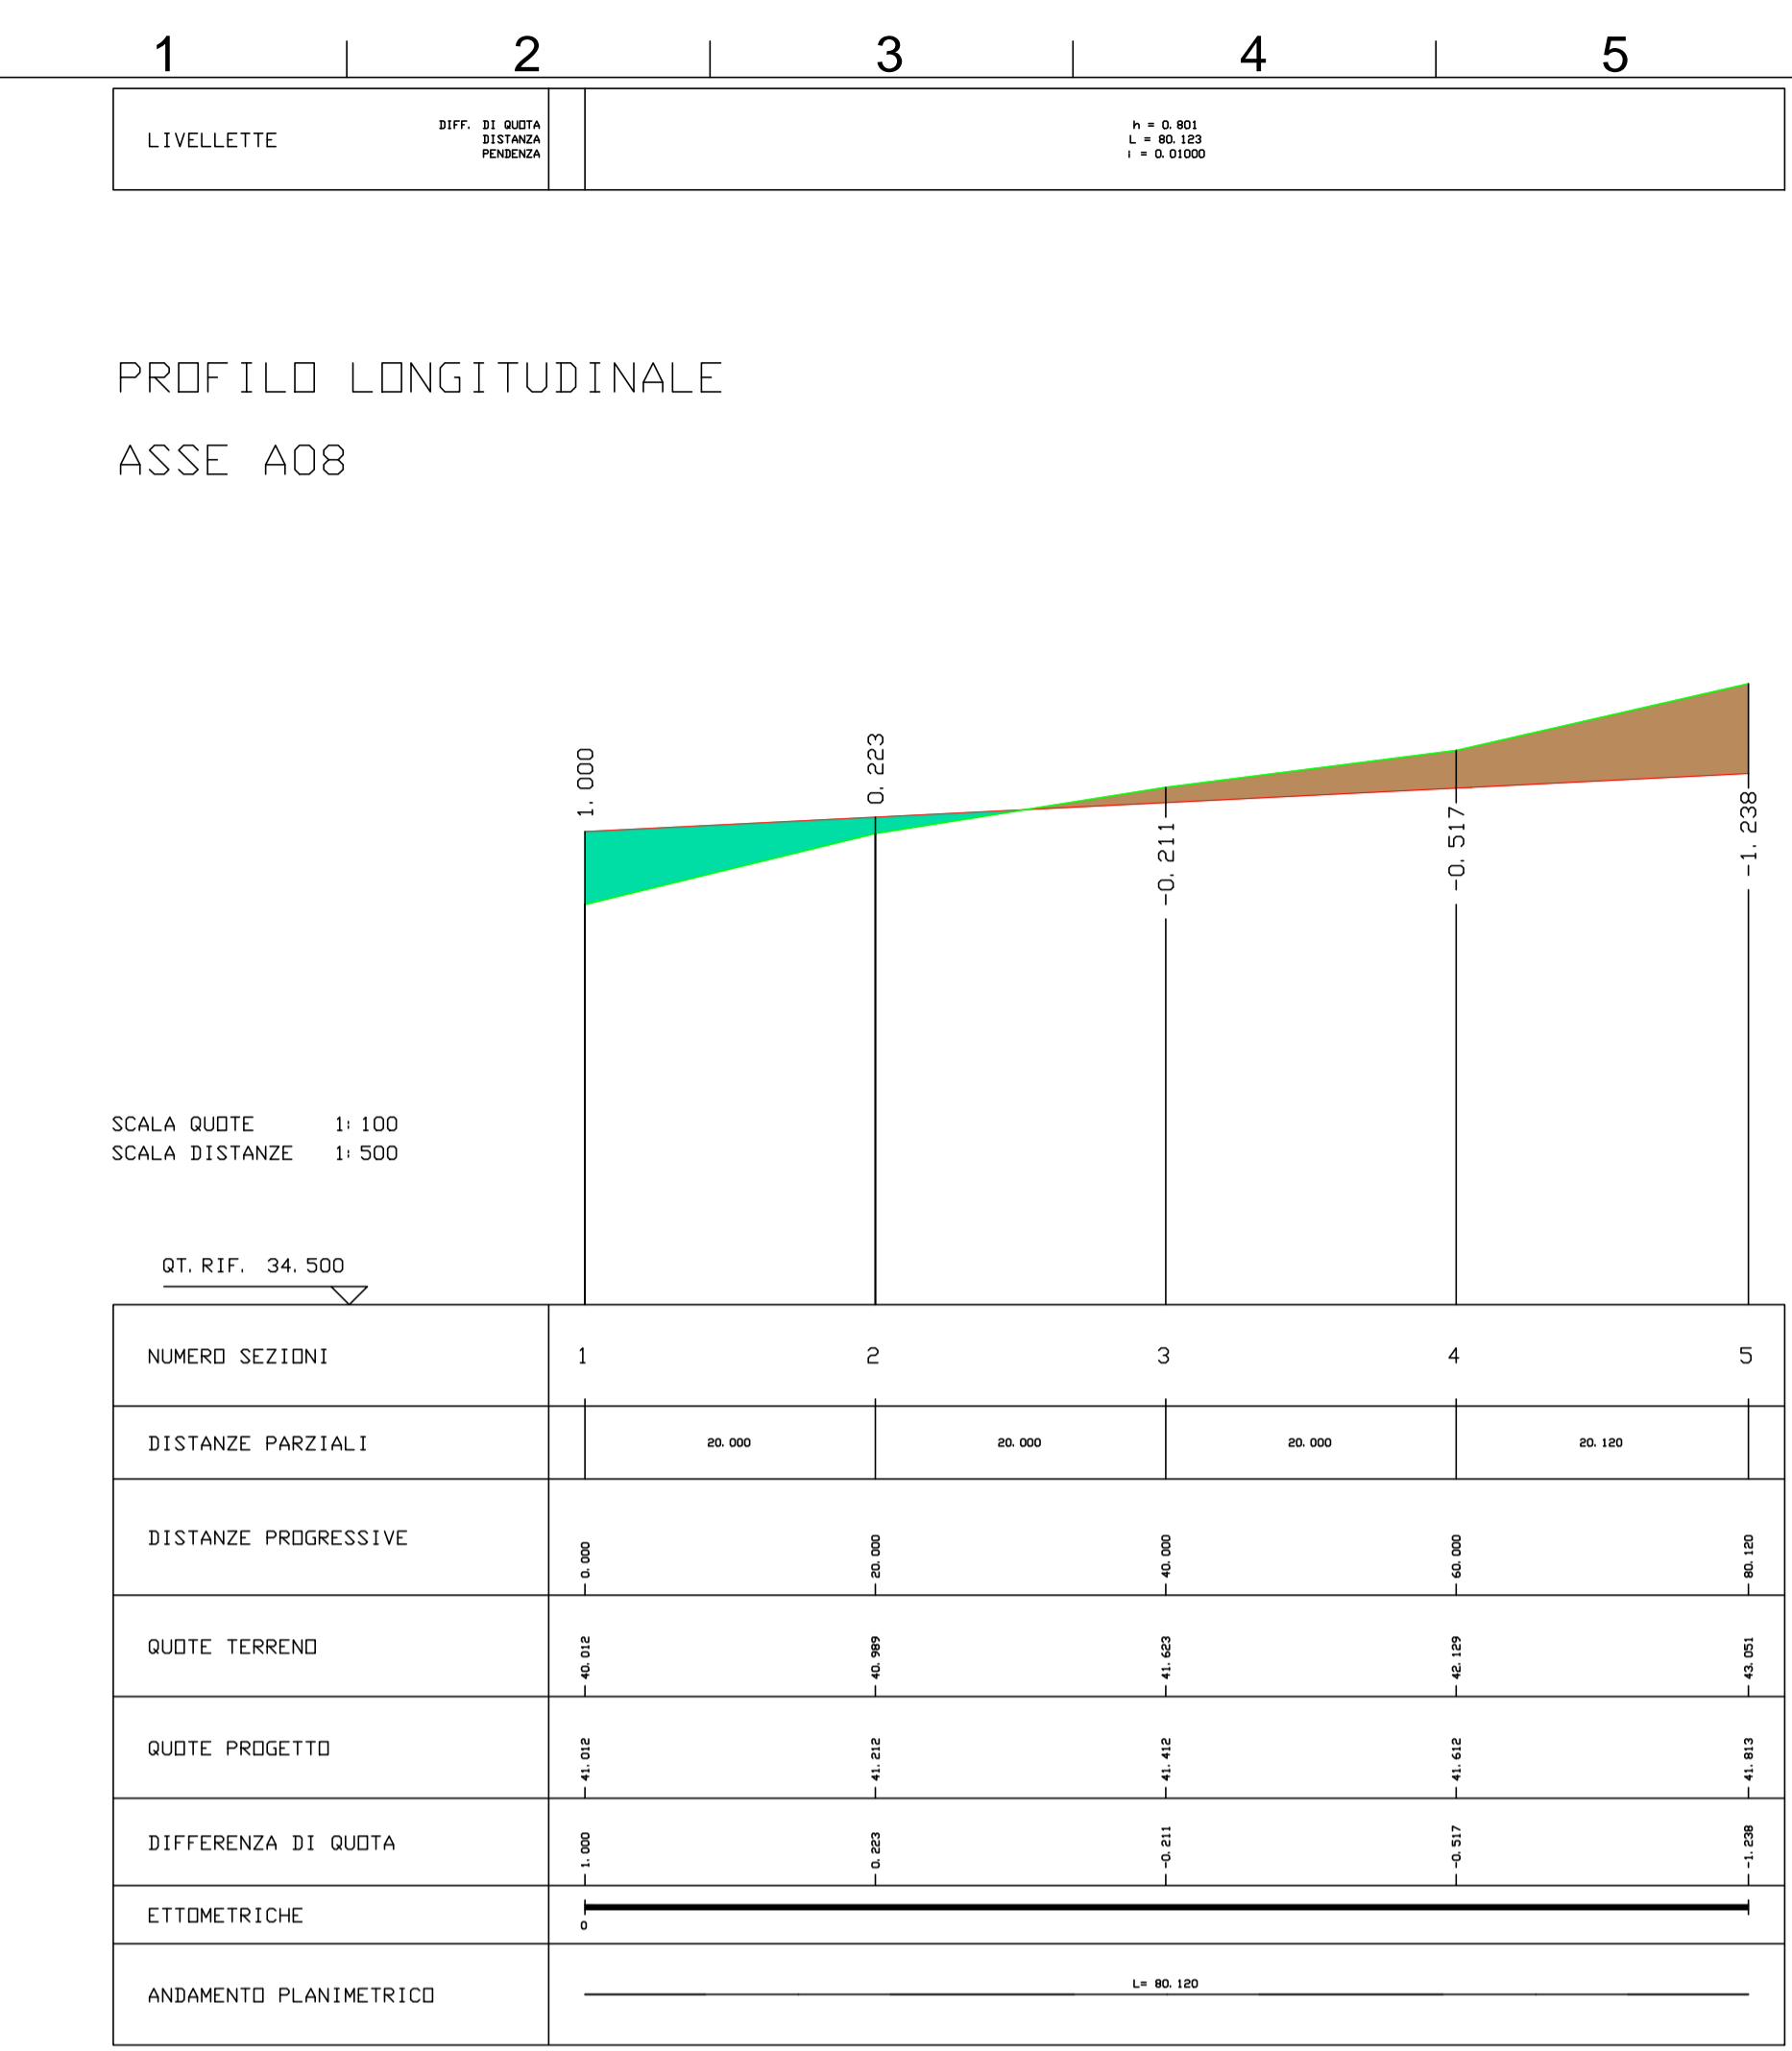 1 2 3 4 5
LIVELLETTE
DIFF. DI QUOTA
DISTANZA
PENDENZA
h = 0.801
L = 80.123
i = 0.01000
PROFILO LONGITUDINALE
ASSE A08
1.000 0.223 -0.211 -0.517 -1.238
SCALA QUOTE 1:100
SCALA DISTANZE 1:500
QT.RIF. 34.500
NUMERO SEZIONI 1 2 3 4 5
DISTANZE PARZIALI 20.000 20.000 20.000 20.120
DISTANZE PROGRESSIVE 0.000 20.000 40.000 60.000 80.120
QUOTE TERRENO 40.012 40.989 41.623 42.129 43.051
QUOTE PROGETTO 41.012 41.212 41.412 41.612 41.813
DIFFERENZA DI QUOTA 1.000 0.223 -0.211 -0.517 -1.238
ETTOMETRICHE 0
ANDAMENTO PLANIMETRICO L= 80.120